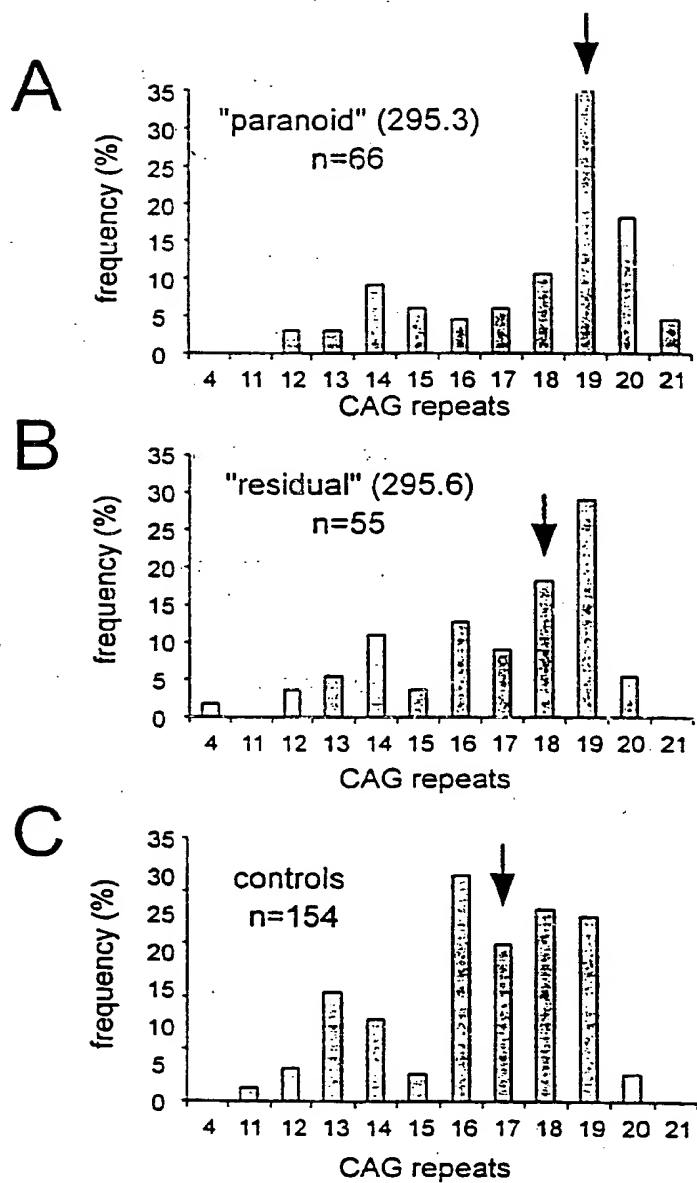 A
"paranoid" (295.3)
n=66
frequency (%)
35
30
25
20
15
10
5
0
4 11 12 13 14 15 16 17 18 19 20 21
CAG repeats
B
"residual" (295.6)
n=55
frequency (%)
35
30
25
20
15
10
5
0
4 11 12 13 14 15 16 17 18 19 20 21
CAG repeats
C
controls
n=154
frequency (%)
35
30
25
20
15
10
5
0
4 11 12 13 14 15 16 17 18 19 20 21
CAG repeats